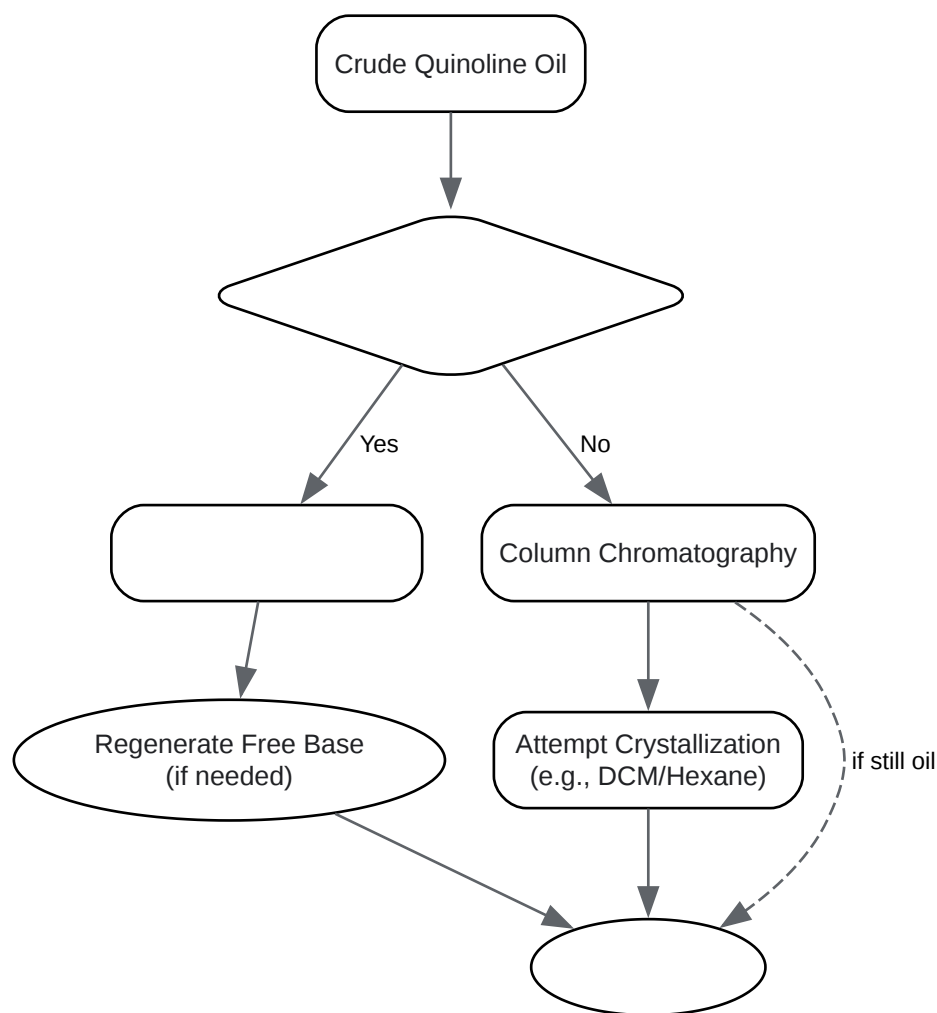 Crude Quinoline Oil
Yes
No
Column Chromatography
Regenerate Free Base
(if needed)
Attempt Crystallization
(e.g., DCM/Hexane)
if still oil